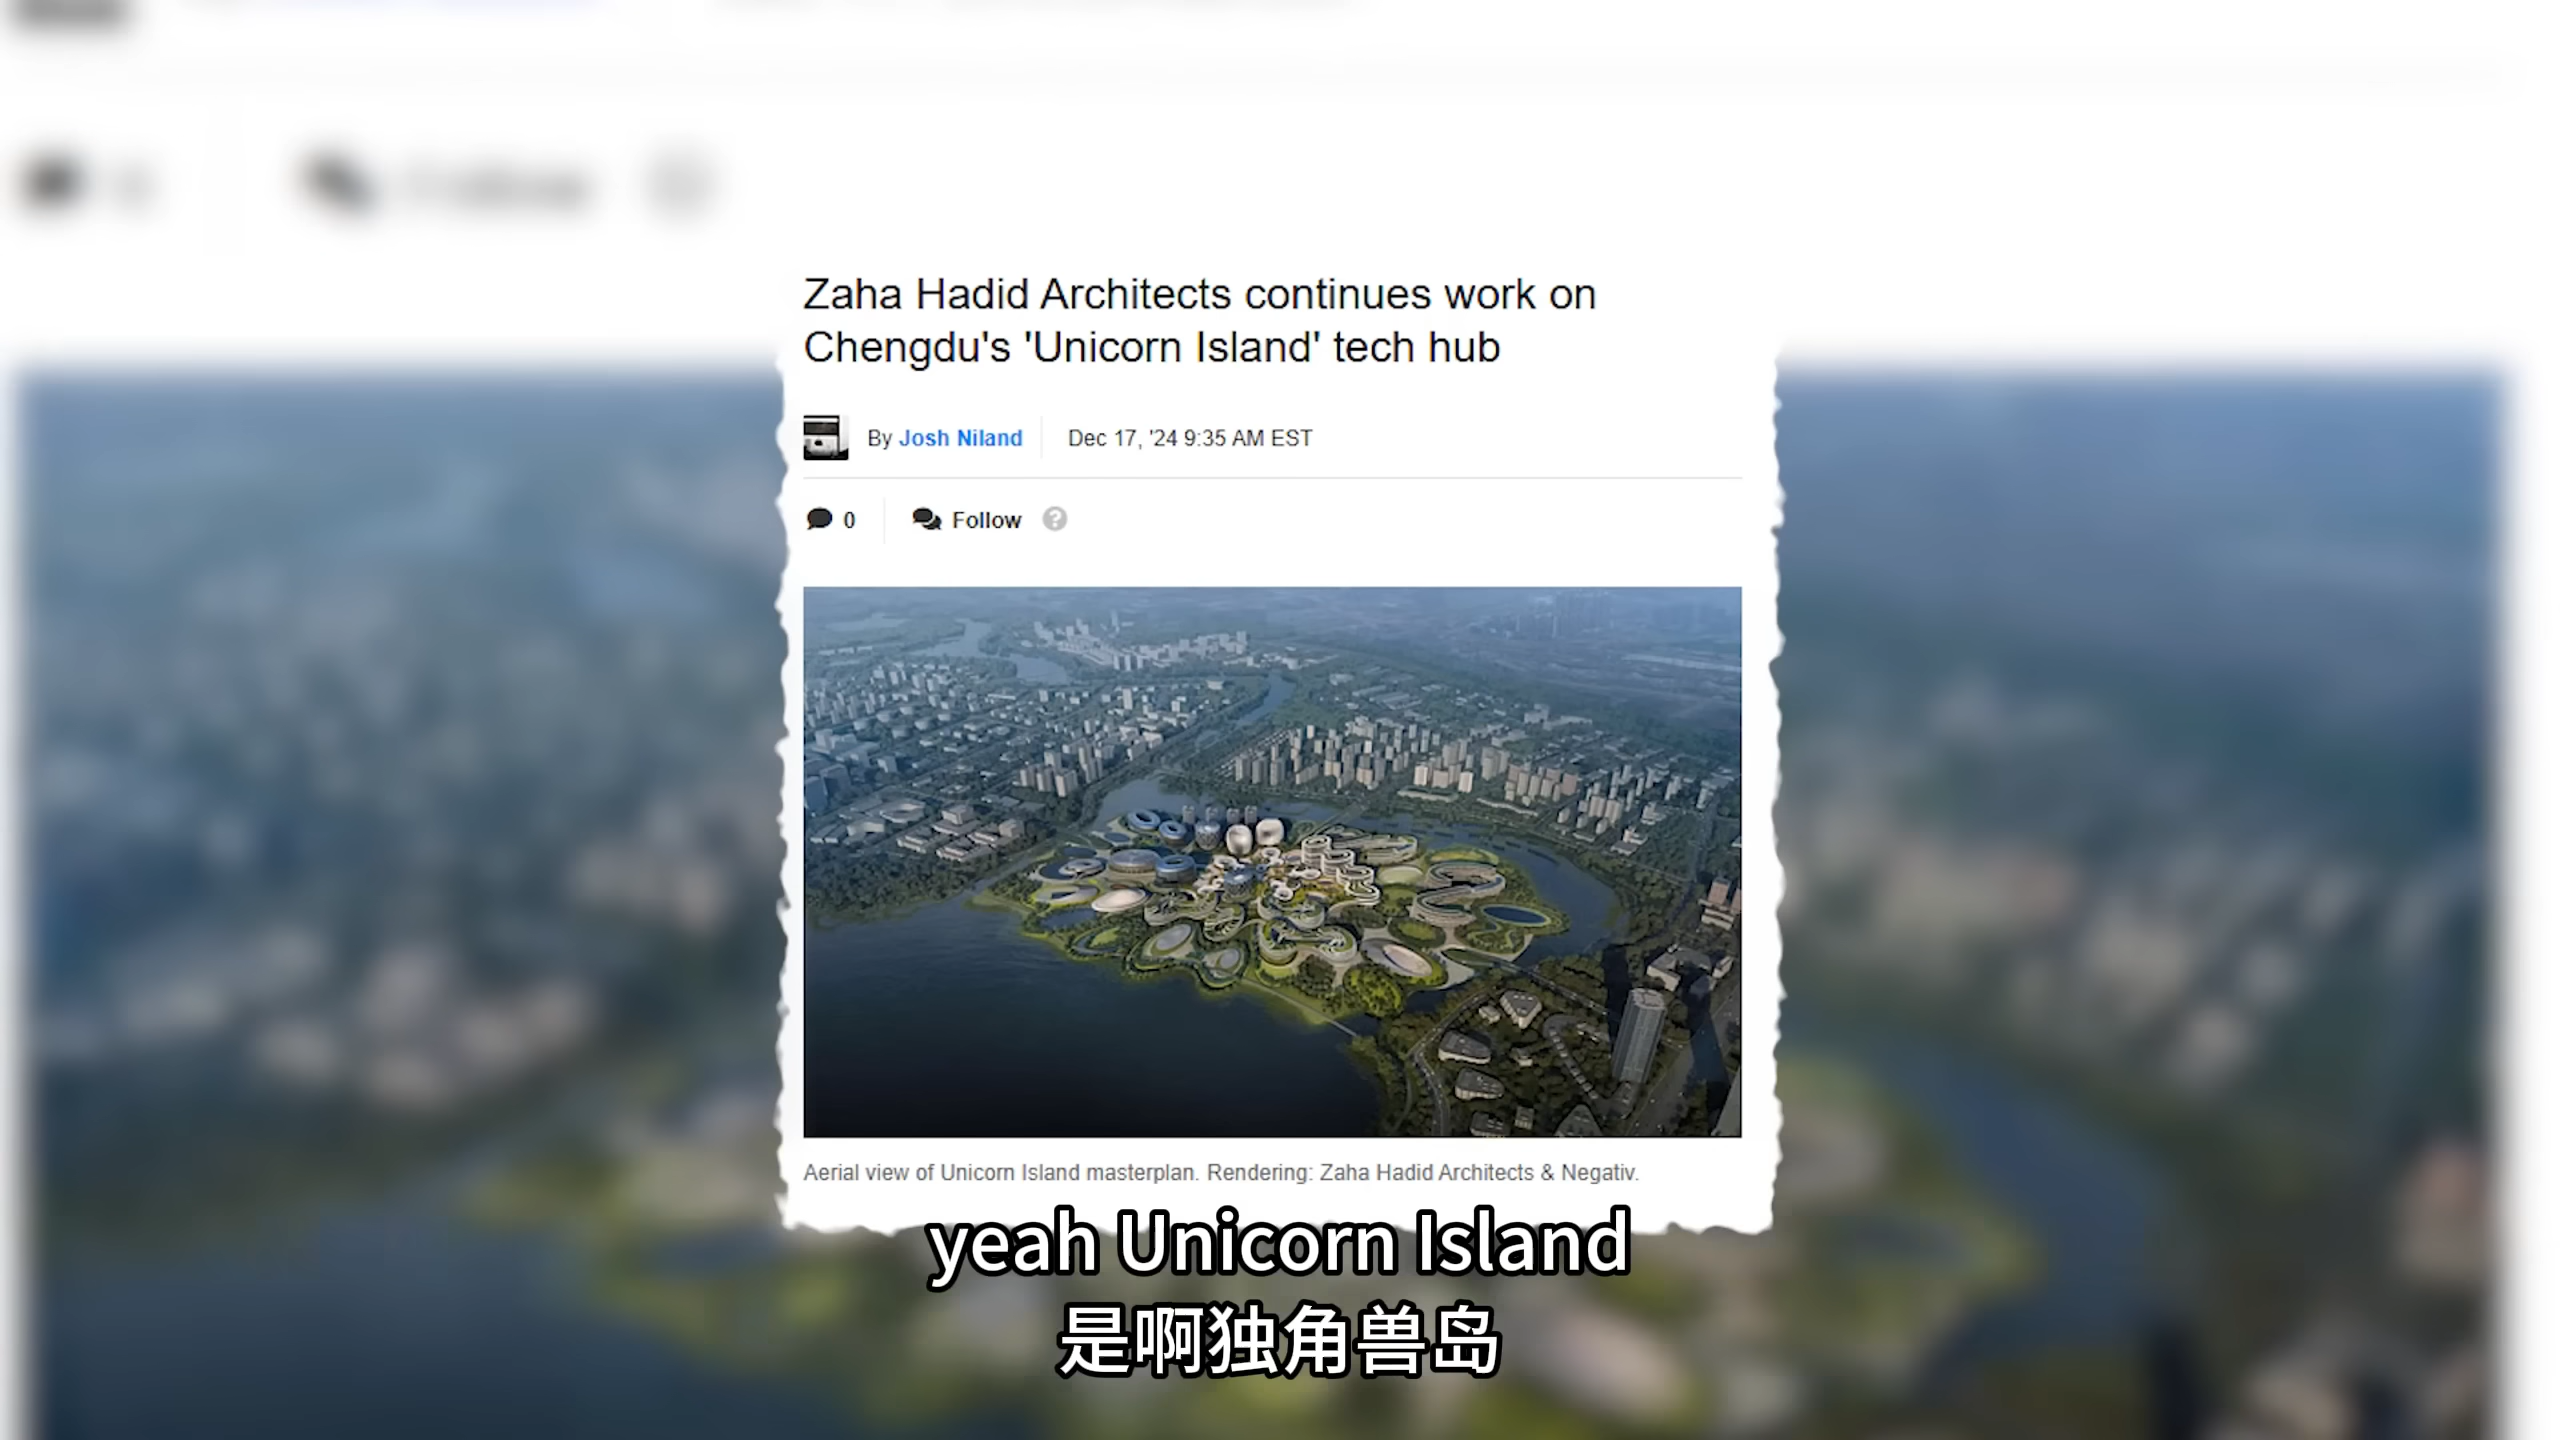 Zaha Hadid Architects continues work on
Chengdu's 'Unicorn Island' tech hub
By Josh Niland Dec 17, '24 9:35 AM EST
0 Follow ?
Aerial view of Unicorn Island masterplan. Rendering: Zaha Hadid Architects & Negativ.
yeah Unicorn Island
是啊独角兽岛